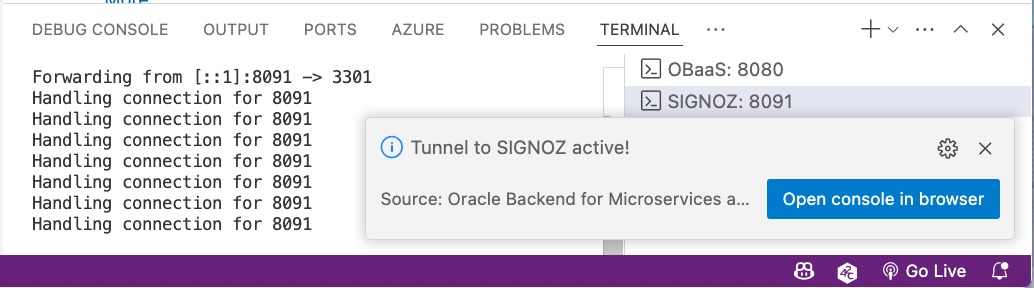 DEBUG CONSOLE OUTPUT PORTS AZURE PROBLEMS TERMINAL ...
Forwarding from [::1]:8091 -> 3301
Handling connection for 8091
Handling connection for 8091
Handling connection for 8091
Handling connection for 8091
Handling connection for 8091
Handling connection for 8091
Handling connection for 8091
OBaaS: 8080
SIGNOZ: 8091
Tunnel to SIGNOZ active!
Source: Oracle Backend for Microservices a...
Open console in browser
Go Live